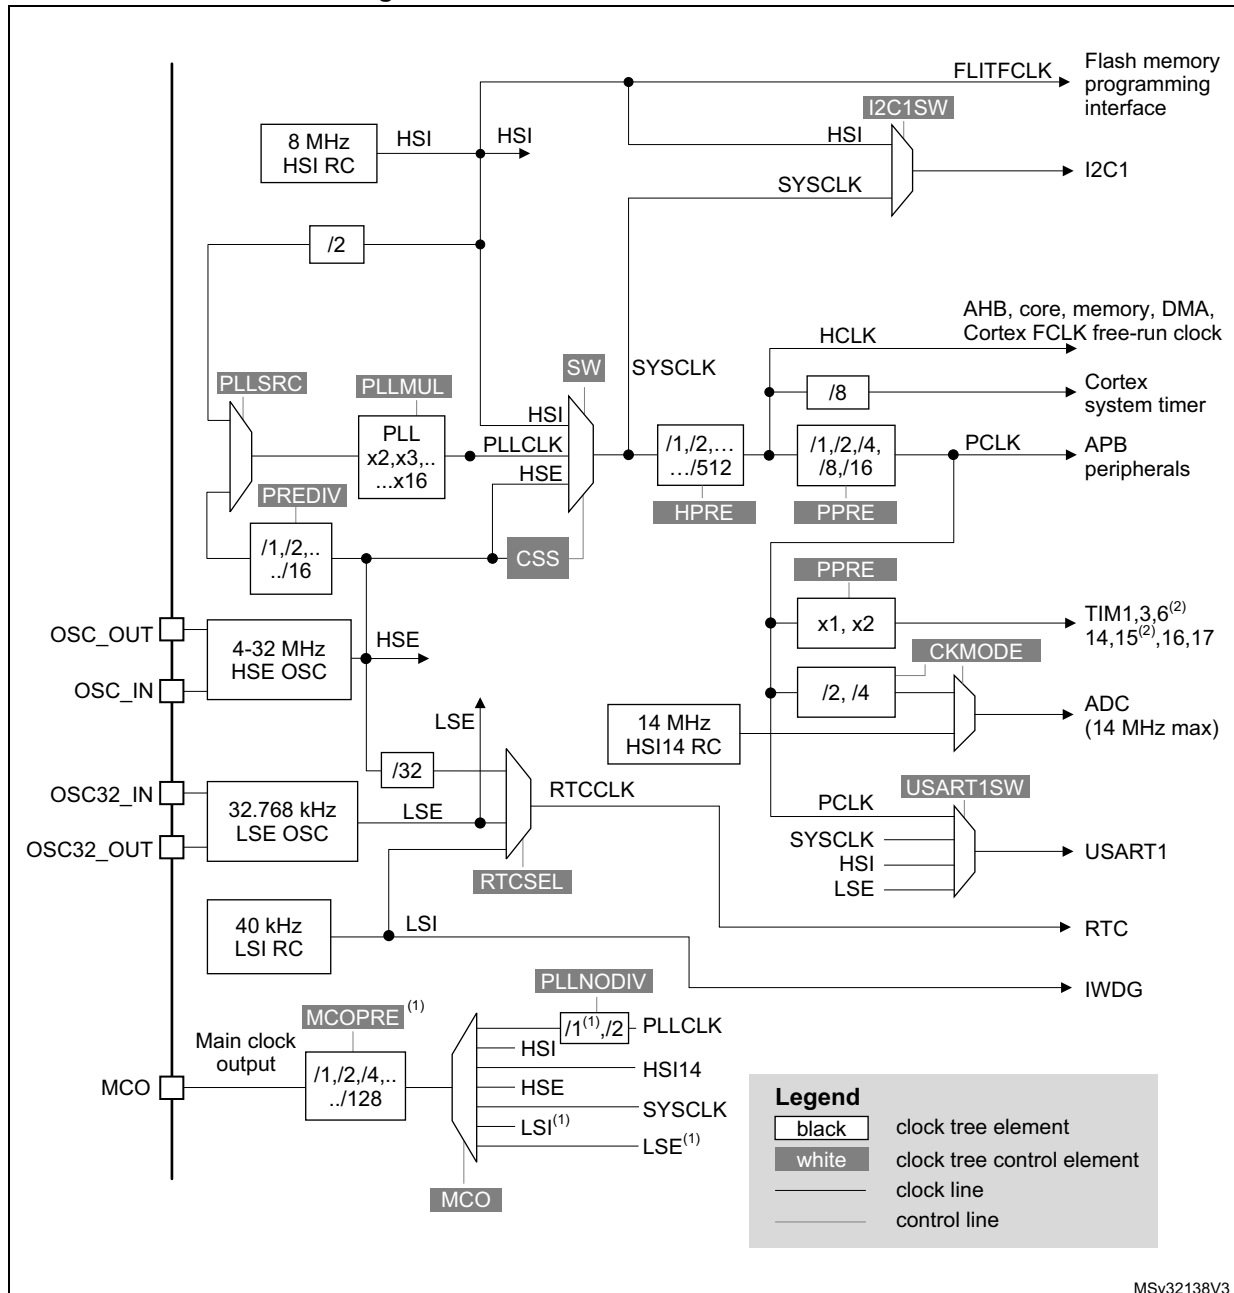 FLITFCLK
Flash memory
programming
interface
I2C1SW
8 MHz
HSI RC
HSI
HSI
HSI
SYSCLK
I2C1
/2
AHB, core, memory, DMA,
Cortex FCLK free-run clock
HCLK
SW
SYSCLK
PLLSRC
PLLMUL
/8
Cortex
system timer
HSI
PLL
x2,x3,..
...x16
PLLCLK
HSE
/1,/2,…
…/512
/1,/2,/4,
/8,/16
PCLK
APB
peripherals
PREDIV
HPRE
PPRE
/1,/2,..
../16
CSS
PPRE
OSC_OUT
OSC_IN
4-32 MHz
HSE OSC
HSE
x1, x2
TIM1,3,6(2)
14,15(2),16,17
CKMODE
/2, /4
14 MHz
HSI14 RC
ADC
(14 MHz max)
LSE
/32
OSC32_IN
OSC32_OUT
32.768 kHz
LSE OSC
LSE
RTCCLK
PCLK
USART1SW
SYSCLK
HSI
LSE
USART1
RTCSEL
40 kHz
LSI RC
LSI
RTC
IWDG
PLLNODIV
MCOPRE (1)
Main clock
output
/1(1),/2
PLLCLK
HSI
HSI14
MCO
/1,/2,/4,..
../128
HSE
SYSCLK
LSI(1)
LSE(1)
MCO
Legend
black
clock tree element
white
clock tree control element
clock line
control line
MSv32138V3